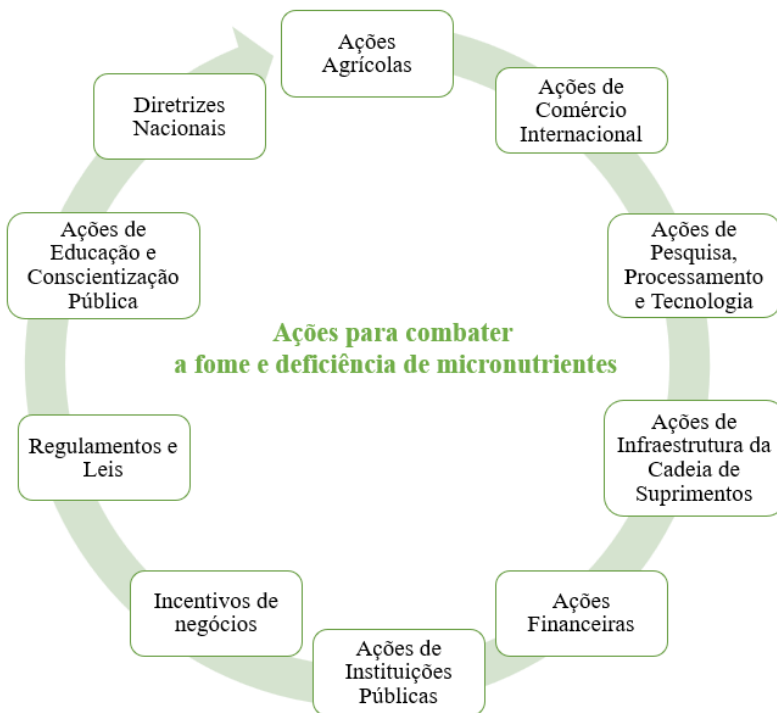 Ações
Agrícolas
Ações de
Comércio
Internacional
Ações de
Pesquisa,
Processamento
e Tecnologia
Ações de
Infraestrutura da
Cadeia de
Suprimentos
Ações
Financeiras
Ações de
Instituições
Públicas
Incentivos de
negócios
Regulamentos e
Leis
Ações de
Educação e
Conscientização
Pública
Diretrizes
Nacionais
Ações para combater
a fome e deficiência de micronutrientes